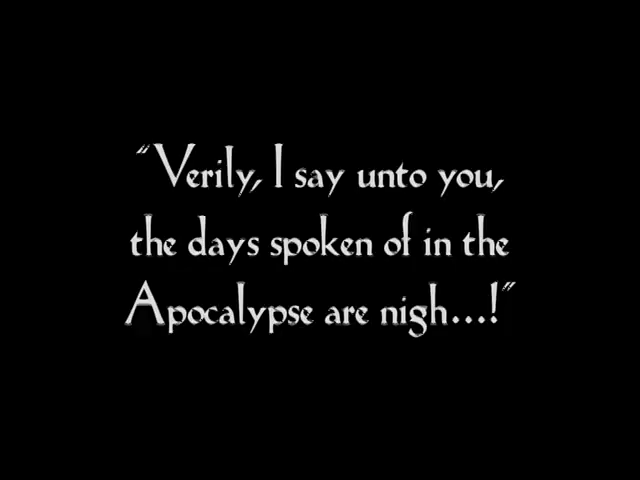 "Verily, I say unto you,
the days spoken of in the
Apocalypse are nigh...!"